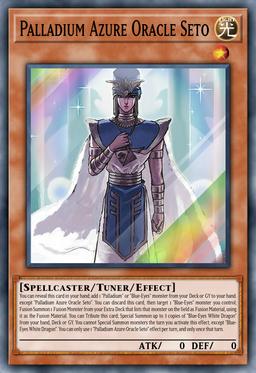 PALLADIUM AZURE ORACLE SETO
光
[SPELLCASTER/TUNER/EFFECT]
You can reveal this card in your hand; add 1 "Palladium" or "Blue-Eyes" monster from your Deck or GY to your hand,
except "Palladium Azure Oracle Seto". You can discard this card, then target 1 "Blue-Eyes" monster you control;
Fusion Summon 1 Fusion Monster from your Extra Deck that lists that monster on the field as Fusion Material, using
it as the Fusion Material. You can Tribute this card; Special Summon up to 3 copies of "Blue-Eyes White Dragon"
from your hand, Deck or GY. You cannot Special Summon monsters the turn you activate this effect, except "Blue-
Eyes White Dragon". You can only use 1 "Palladium Azure Oracle Seto" effect per turn, and only once that turn.
ATK/ 0 DEF/ 0